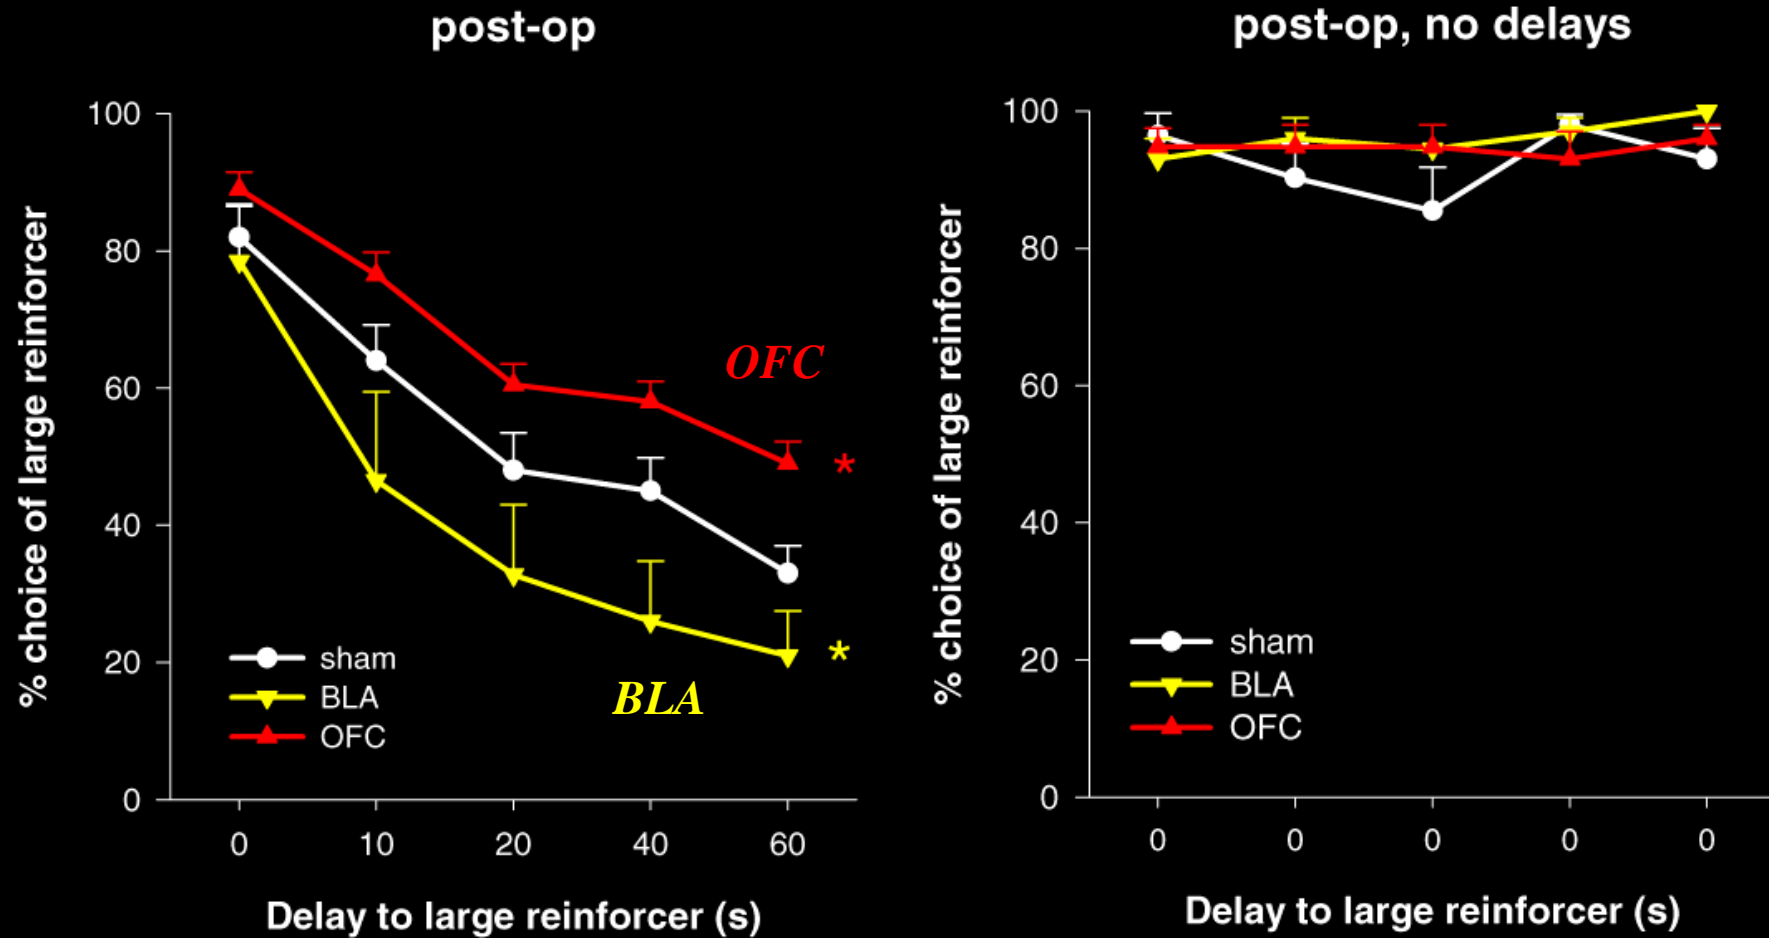 post-op
% choice of large reinforcer
100
80
60
40
20
0
OFC
*
*
BLA
sham
BLA
OFC
0 10 20 40 60
Delay to large reinforcer (s)
post-op, no delays
% choice of large reinforcer
100
80
60
40
20
0
sham
BLA
OFC
0 0 0 0 0
Delay to large reinforcer (s)